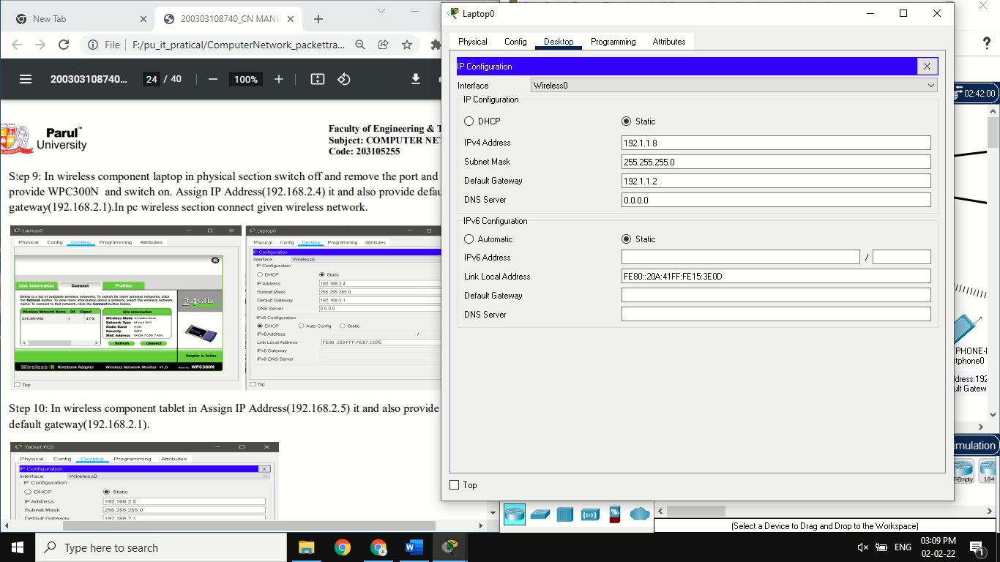 New Tab
200303108740_CN MANU
File
F:/pu_it_pratical/ComputerNetwork_packettra...
200303108740...
24 / 40
100%
Parul™
University
Faculty of Engineering & T
Subject: COMPUTER NET
Code: 203105255
Step 9: In wireless component laptop in physical section switch off and remove the port and
provide WPC300N and switch on. Assign IP Address(192.168.2.4) it and also provide defau
gateway(192.168.2.1).In pc wireless section connect given wireless network.
Laptop0
Physical Config Desktop Programming Attributes
Link Information Connect Profiles
Below is a list of available wireless networks. To search for more wireless networks, click
the Refresh button. To view more information about a network, select the wireless network
name. To connect to that network, click the Connect button below.
2.4GHz
Wireless Network Name CH Signal
SHUBHAM 1 47%
Site Information
Wireless Mode Infrastructure
Network Type Mixed B/G
Radio Band Auto
Security WEP
MAC Address
Refresh Connect
Adapter is Active
Wireless-N Notebook Adapter Wireless Network Monitor v1.0 Model No. WPC300N
Top
Laptop0
Physical Config Desktop Programming Attributes
IP Configuration
Interface Wireless0
IP Configuration
DHCP Static
IP Address 192.168.2.4
Subnet Mask 255.255.255.0
Default Gateway 192.168.2.1
DNS Server 0.0.0.0
IPv6 Configuration
DHCP Auto Config Static
IPv6 Address /
Link Local Address FE80::250:FFF:FE67:C07E
IPv6 Gateway
IPv6 DNS Server
Top
Step 10: In wireless component tablet in Assign IP Address(192.168.2.5) it and also provide
default gateway(192.168.2.1).
Tablet PC0
Physical Config Desktop Programming Attributes
IP Configuration X
Interface Wireless0
IP Configuration
DHCP Static
IP Address 192.168.2.5
Subnet Mask 255.255.255.0
Default Gateway 192.168.2.1
Laptop0
Physical Config Desktop Programming Attributes
IP Configuration X
Interface Wireless0
IP Configuration
DHCP Static
IPv4 Address 192.1.1.8
Subnet Mask 255.255.255.0
Default Gateway 192.1.1.2
DNS Server 0.0.0.0
IPv6 Configuration
Automatic Static
IPv6 Address /
Link Local Address FE80::20A:41FF:FE15:3E0D
Default Gateway
DNS Server
Top
?
02:42:00
PHONE-
rtphone0
dress:192
ult Gatew
imulation
T-Empty 184
(Select a Device to Drag and Drop to the Workspace)
Type here to search
ENG
03:09 PM
02-02-22
1